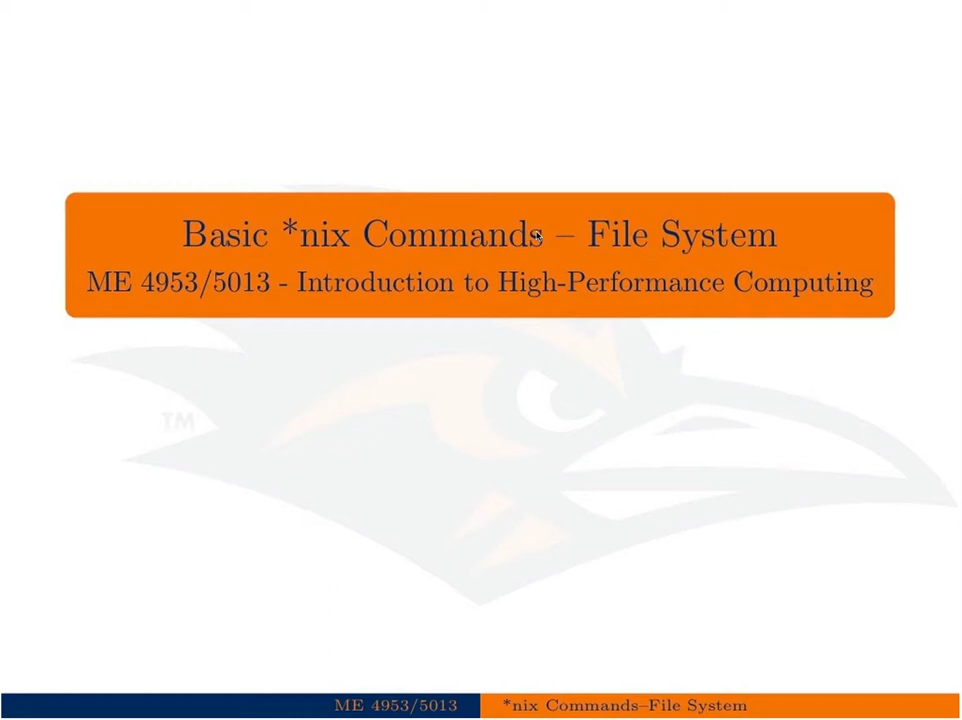 Basic *nix Commands – File System
ME 4953/5013 - Introduction to High-Performance Computing
TM
ME 4953/5013
*nix Commands–File System